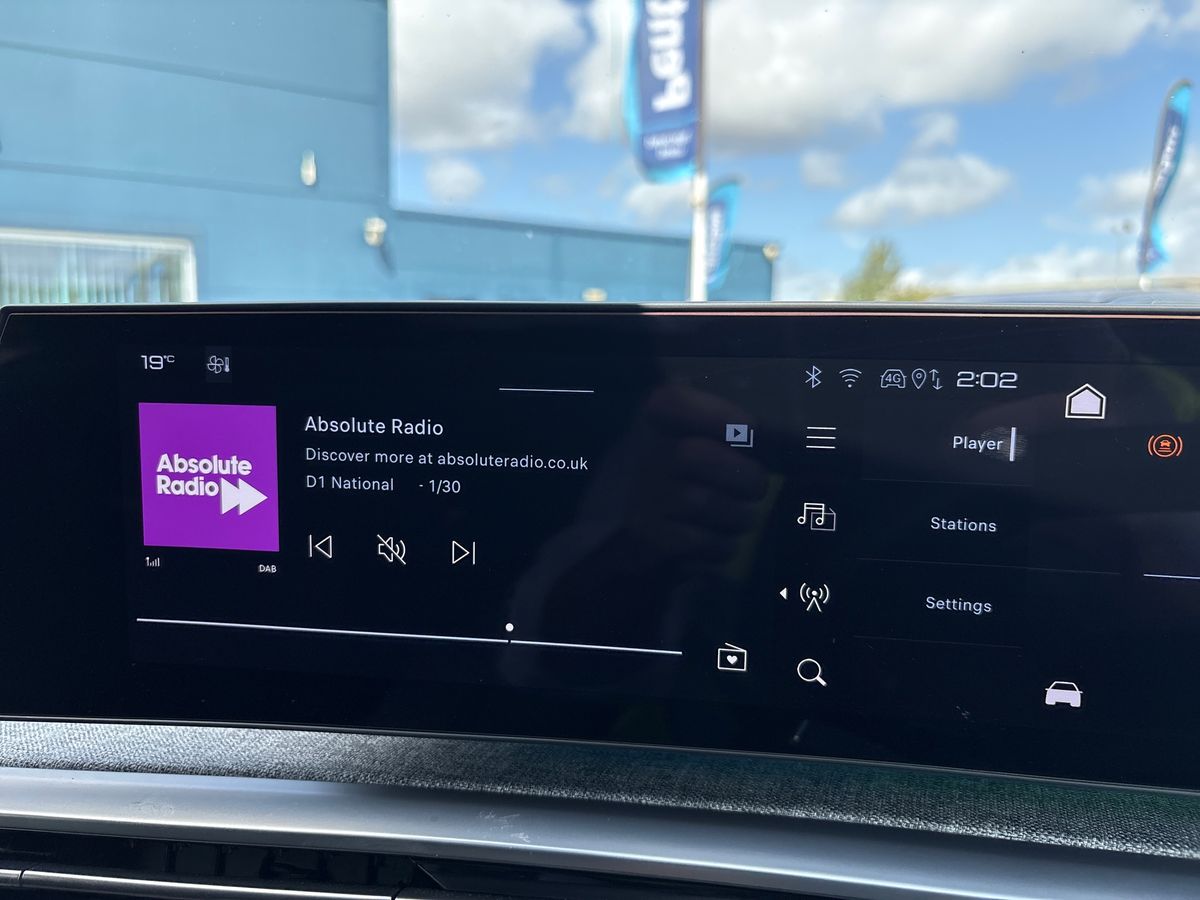 19°C
4G
2:02
Absolute Radio
Absolute Radio
Discover more at absoluteradio.co.uk
D1 National - 1/30
DAB
Player
Stations
Settings